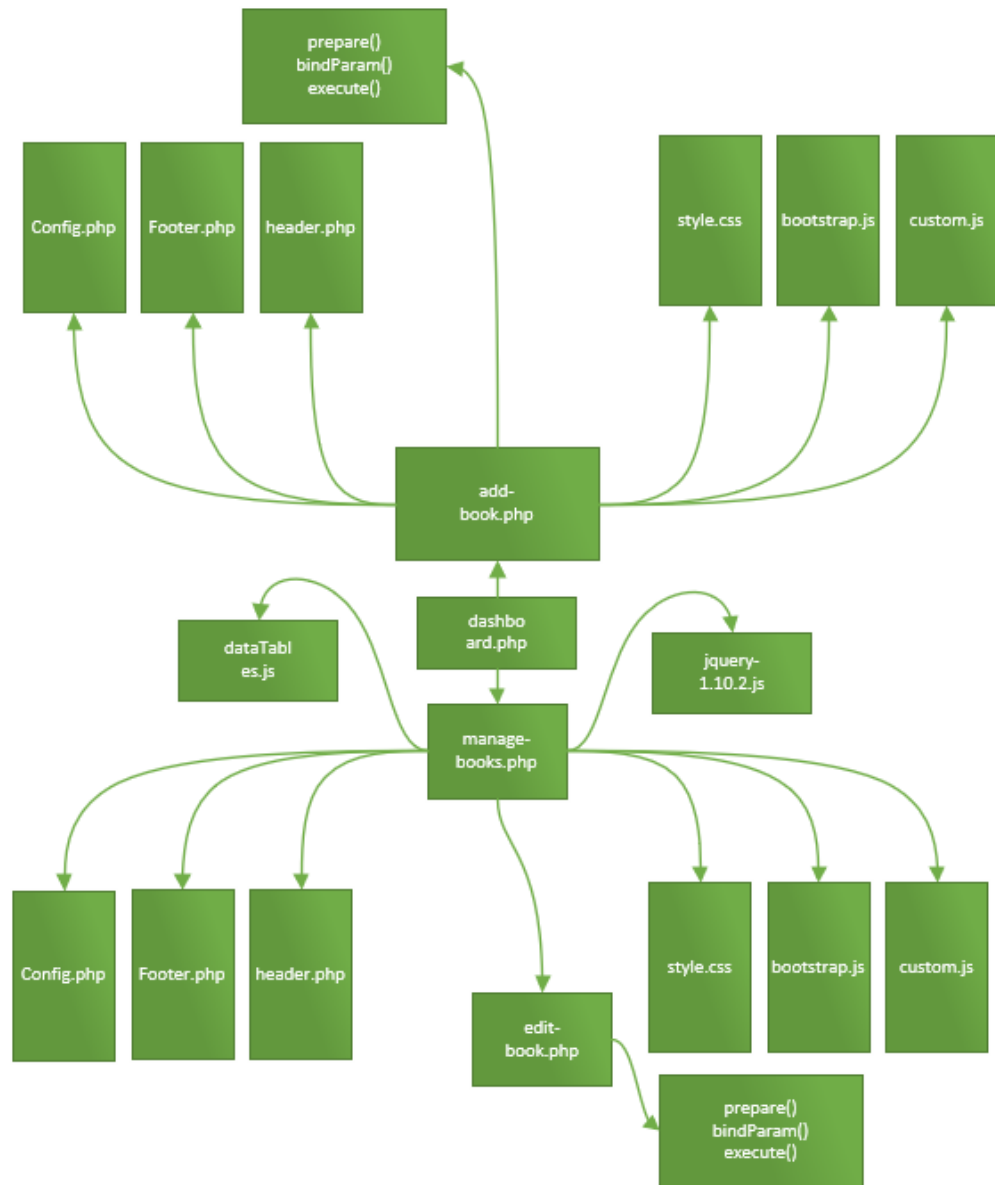 prepare()
bindParam()
execute()
Config.php
Footer.php
header.php
style.css
bootstrap.js
custom.js
add-
book.php
dashbo
ard.php
dataTabl
es.js
jquery-
1.10.2.js
manage-
books.php
Config.php
Footer.php
header.php
style.css
bootstrap.js
custom.js
edit-
book.php
prepare()
bindParam()
execute()